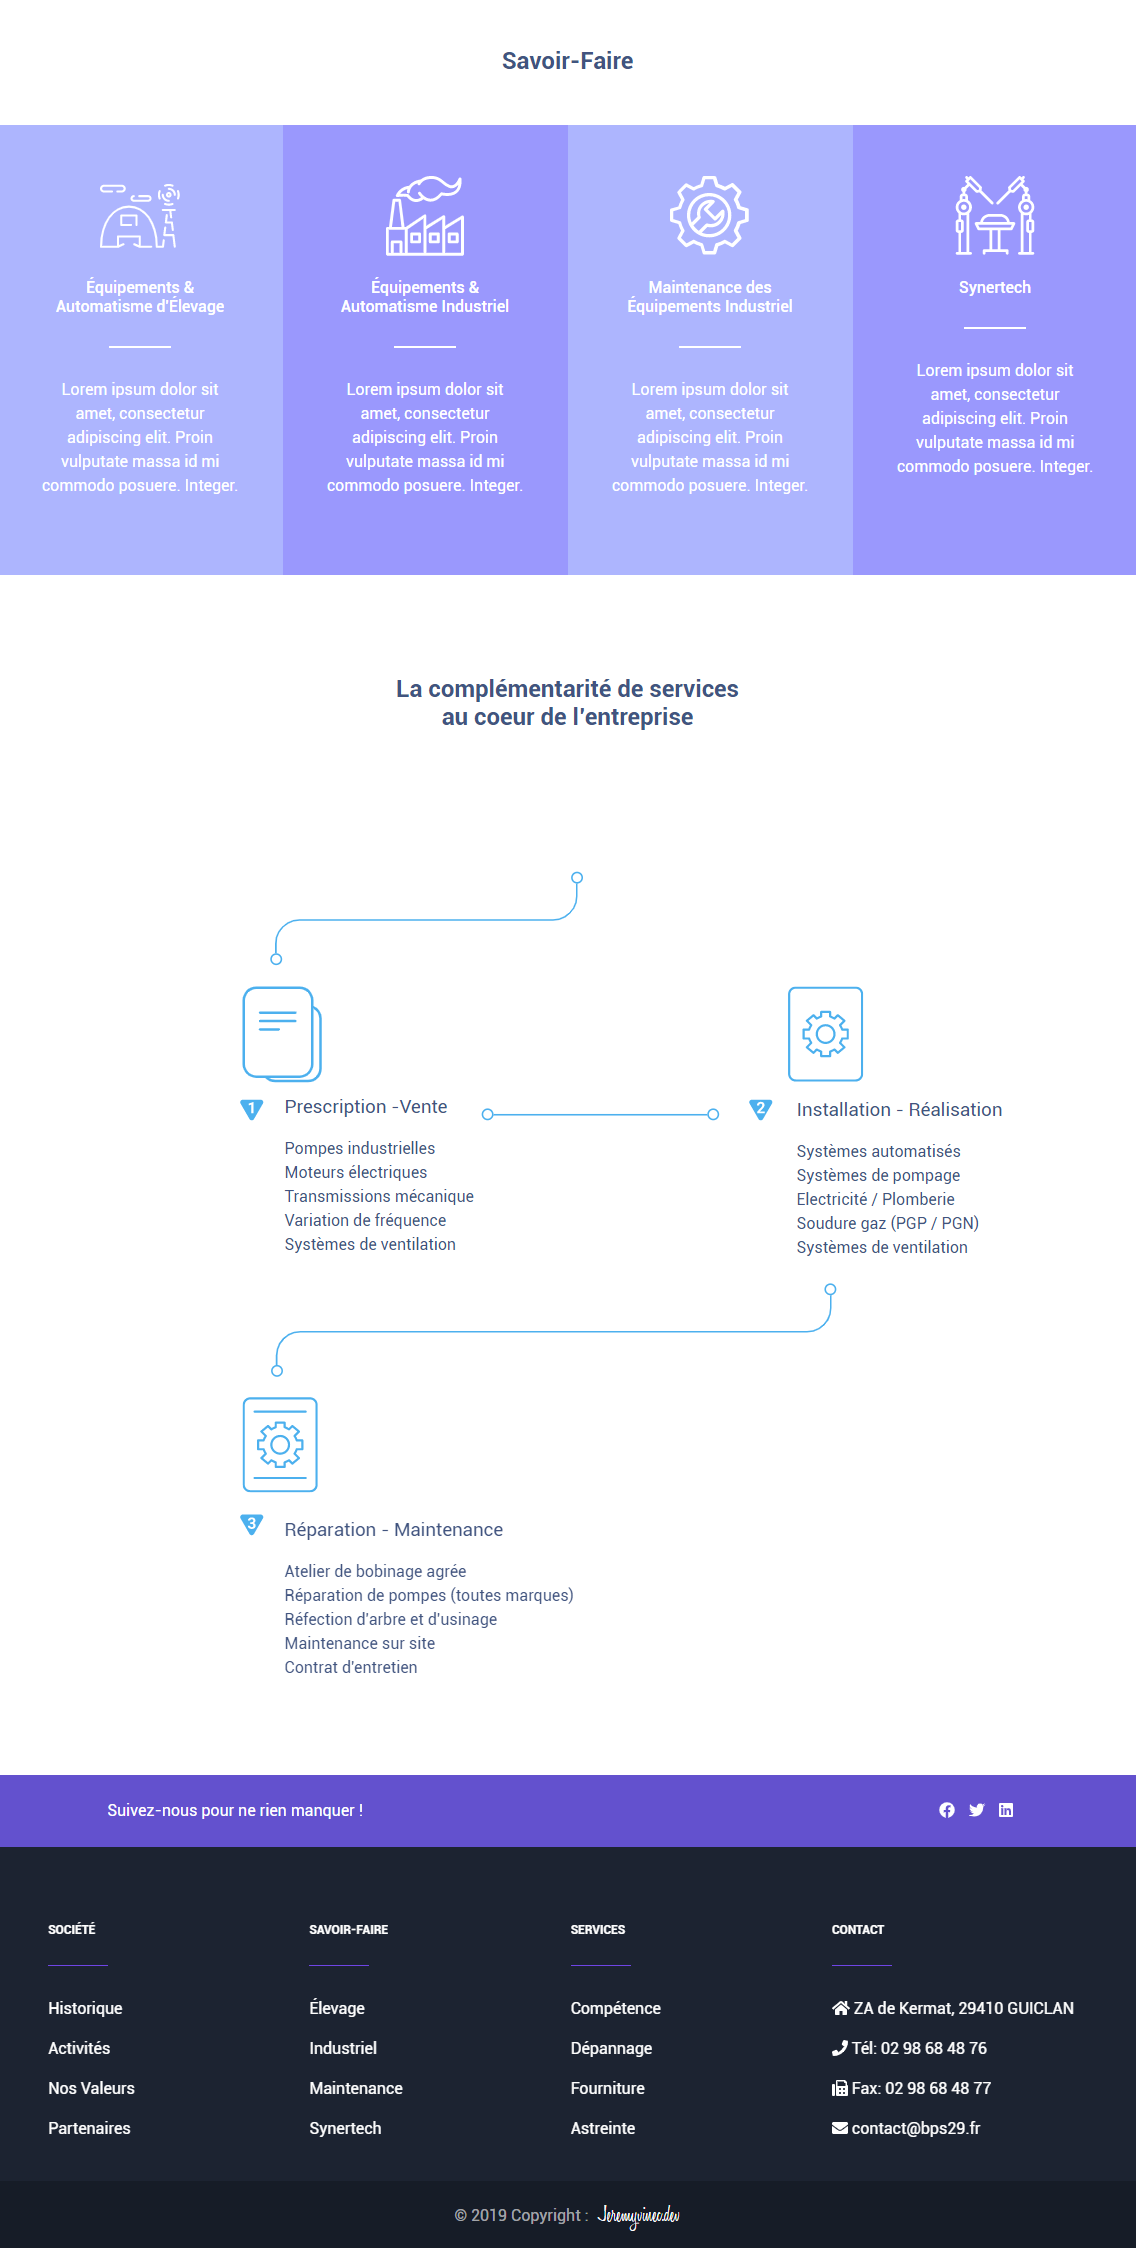 Savoir-Faire
Équipements &
Automatisme d'Élevage
Lorem ipsum dolor sit
amet, consectetur
adipiscing elit. Proin
vulputate massa id mi
commodo posuere. Integer.
Équipements &
Automatisme Industriel
Lorem ipsum dolor sit
amet, consectetur
adipiscing elit. Proin
vulputate massa id mi
commodo posuere. Integer.
Maintenance des
Équipements Industriel
Lorem ipsum dolor sit
amet, consectetur
adipiscing elit. Proin
vulputate massa id mi
commodo posuere. Integer.
Synertech
Lorem ipsum dolor sit
amet, consectetur
adipiscing elit. Proin
vulputate massa id mi
commodo posuere. Integer.
La complémentarité de services
au coeur de l'entreprise
1 Prescription -Vente
Pompes industrielles
Moteurs électriques
Transmissions mécanique
Variation de fréquence
Systèmes de ventilation
2 Installation - Réalisation
Systèmes automatisés
Systèmes de pompage
Electricité / Plomberie
Soudure gaz (PGP / PGN)
Systèmes de ventilation
3 Réparation - Maintenance
Atelier de bobinage agrée
Réparation de pompes (toutes marques)
Réfection d'arbre et d'usinage
Maintenance sur site
Contrat d'entretien
Suivez-nous pour ne rien manquer !
SOCIÉTÉ
Historique
Activités
Nos Valeurs
Partenaires
SAVOIR-FAIRE
Élevage
Industriel
Maintenance
Synertech
SERVICES
Compétence
Dépannage
Fourniture
Astreinte
CONTACT
ZA de Kermat, 29410 GUICLAN
Tél: 02 98 68 48 76
Fax: 02 98 68 48 77
contact@bps29.fr
© 2019 Copyright : Jeremyvinec.dev